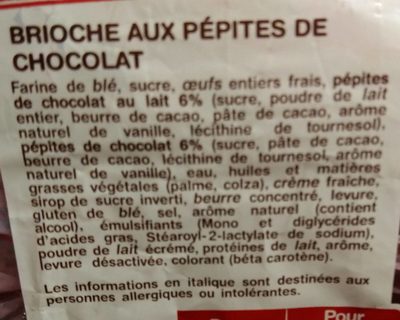 BRIOCHE AUX PÉPITES DE
CHOCOLAT
Farine de blé, sucre, œufs entiers frais, pépites
de chocolat au lait 6% (sucre, poudre de lait
entier, beurre de cacao, pâte de cacao, arôme
naturel de vanille, lécithine de tournesol),
pépites de chocolat 6% (sucre, pâte de cacao,
beurre de cacao, lécithine de tournesol, arôme
naturel de vanille), eau, huiles et matières
grasses végétales (palme, colza), crème fraîche,
sirop de sucre inverti, beurre concentré, levure,
gluten de blé, sel, arôme naturel (contient
alcool), émulsifiants (Mono et diglycérides
d'acides gras, Stéaroyl-2-lactylate de sodium),
poudre de lait écrémé, protéines de lait, arôme,
levure désactivée, colorant (béta carotène).
Les informations en italique sont destinées aux
personnes allergiques ou intolérantes.
Pour